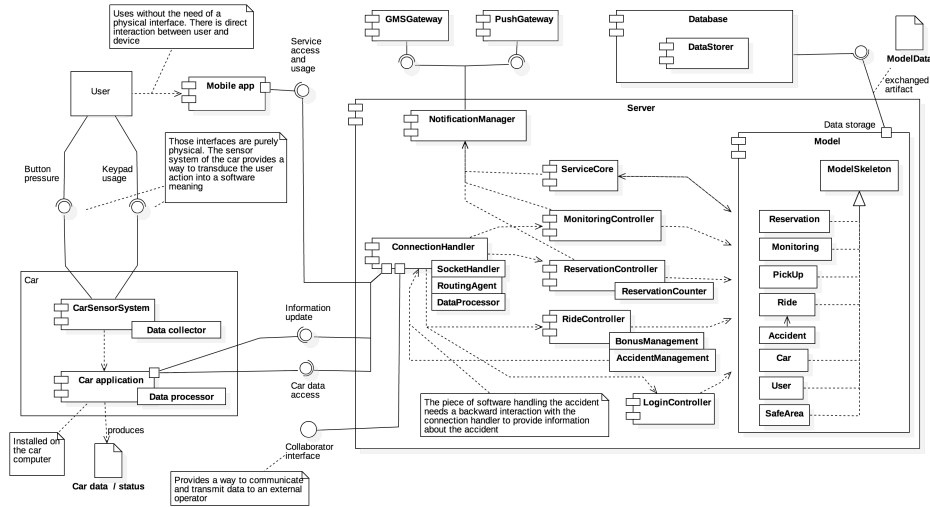 Uses without the need of a
physical interface. There is direct
interaction between user and
device
Service
access
and
usage
GMSGateway
PushGateway
Database
DataStorer
ModelData
exchanged
artifact
User
Mobile app
Server
NotificationManager
Data storage
Model
ModelSkeleton
Those interfaces are purely
physical. The sensor
system of the car provides a
way to transduce the user
action into a software
meaning
Button
pressure
Keypad
usage
ServiceCore
MonitoringController
ConnectionHandler
SocketHandler
RoutingAgent
DataProcessor
ReservationController
ReservationCounter
RideController
BonusManagement
AccidentManagement
LoginController
Reservation
Monitoring
PickUp
Ride
Accident
Car
User
SafeArea
Car
CarSensorSystem
Data collector
Car application
Data processor
Information
update
Car data
access
Collaborator
interface
The piece of software handling the accident
needs a backward interaction with the
connection handler to provide information
about the accident
Installed on
the car
computer
produces
Car data / status
Provides a way to communicate
and transmit data to an external
operator